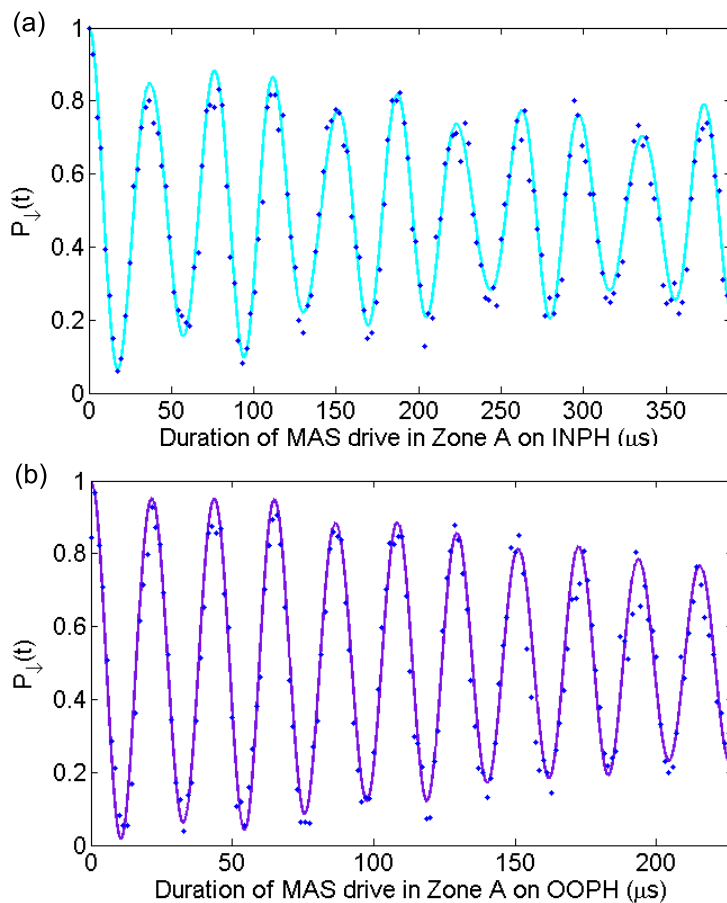 (a)
1
0.8
0.6
0.4
0.2
0
P↓(t)
0 50 100 150 200 250 300 350
Duration of MAS drive in Zone A on INPH (μs)
(b)
1
0.8
0.6
0.4
0.2
0
P↓(t)
0 50 100 150 200
Duration of MAS drive in Zone A on OOPH (μs)